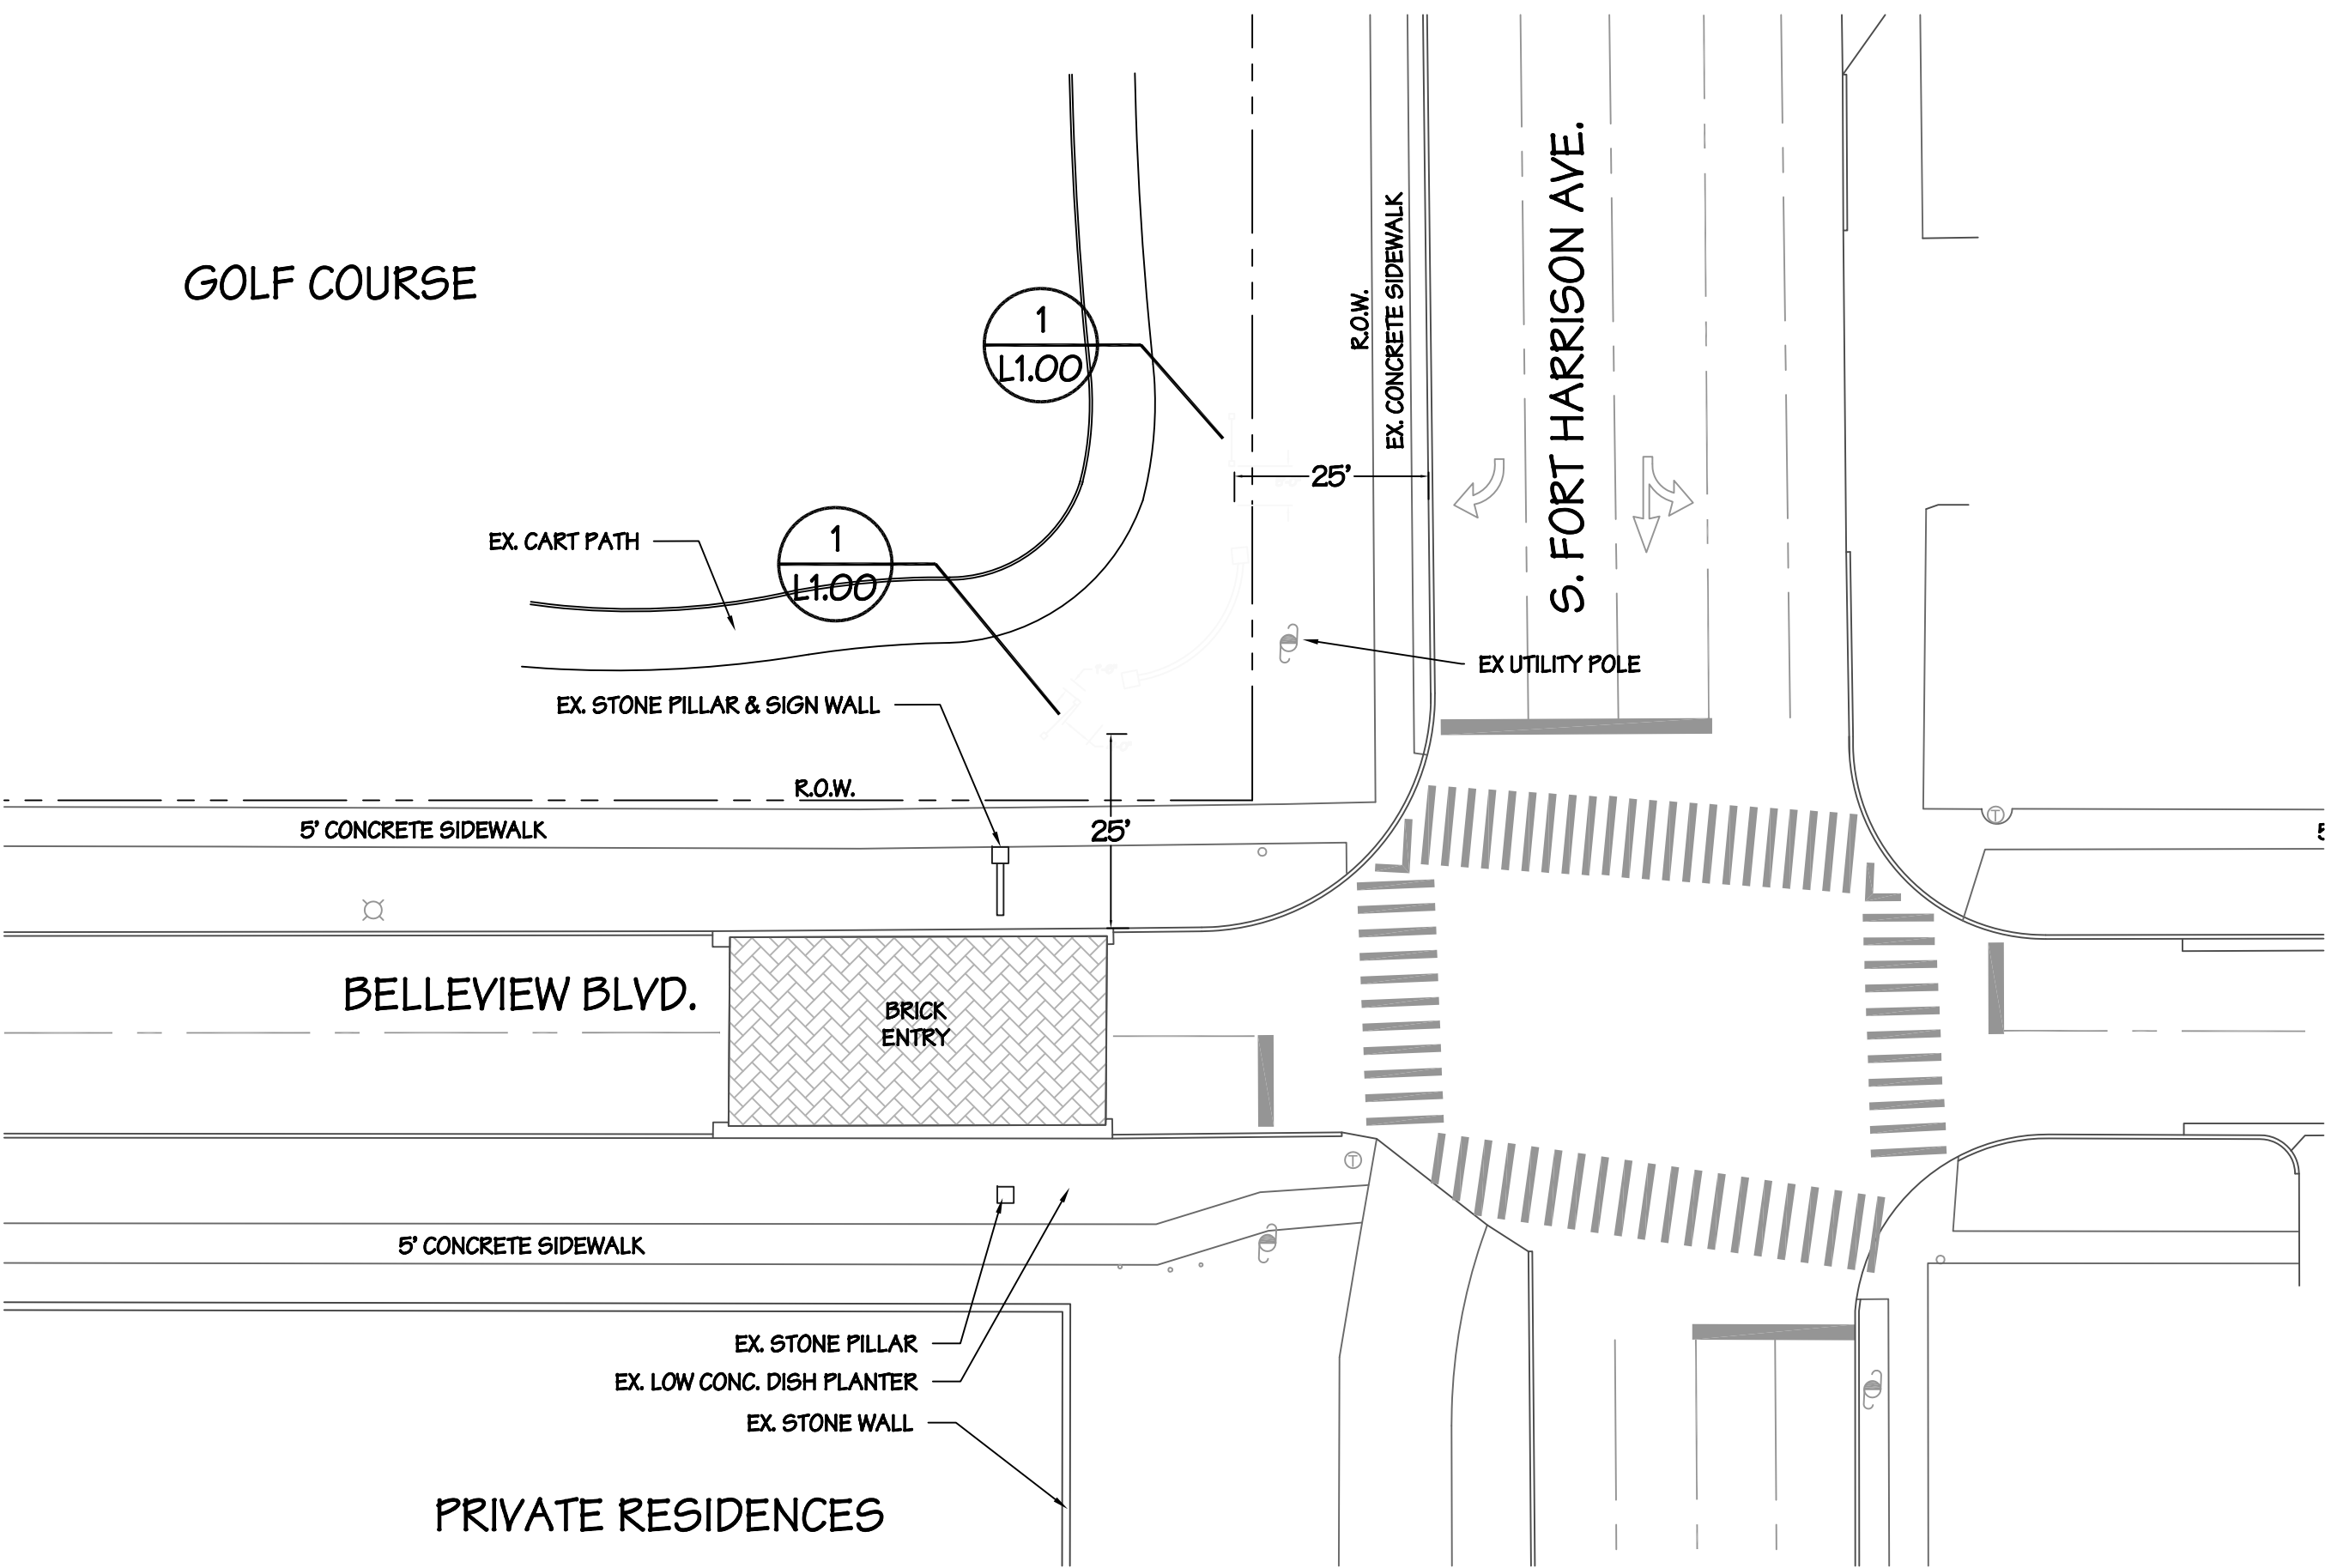 S. FORT HARRISON AVE.
GOLF COURSE
R.O.W.
EX. CONCRETE SIDEWALK
1
L1.00
25'
EX. CART PATH
1
L1.00
EX UTILITY POLE
EX. STONE PILLAR & SIGN WALL
R.O.W.
5' CONCRETE SIDEWALK
25'
T
5
BELLEVIEW BLVD.
BRICK
ENTRY
T
5' CONCRETE SIDEWALK
EX. STONE PILLAR
EX. LOW CONC. DISH PLANTER
EX. STONE WALL
PRIVATE RESIDENCES